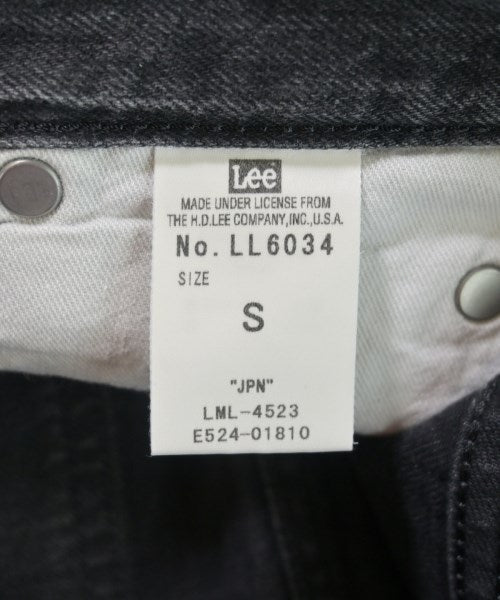 Lee
MADE UNDER LICENSE FROM
THE H.D.LEE COMPANY,INC.,U.S.A.
No. LL6034
SIZE
S
"JPN"
LML-4523
E524-01810